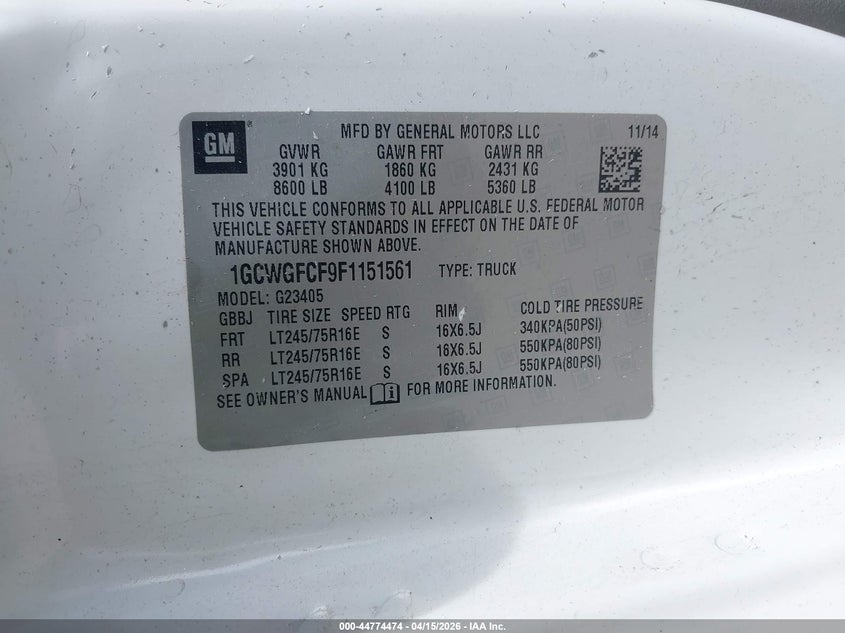 GM
MFD BY GENERAL MOTORS LLC 11/14
GVWR GAWR FRT GAWR RR
3901 KG 1860 KG 2431 KG
8600 LB 4100 LB 5360 LB
THIS VEHICLE CONFORMS TO ALL APPLICABLE U.S. FEDERAL MOTOR
VEHICLE SAFETY STANDARDS IN EFFECT ON THE DATE OF
MANUFACTURE SHOWN ABOVE.
1GCWGFCF9F1151561 TYPE: TRUCK
MODEL: G23405
GBBJ TIRE SIZE SPEED RTG RIM COLD TIRE PRESSURE
FRT LT245/75R16E S 16X6.5J 340KPA(50PSI)
RR LT245/75R16E S 16X6.5J 550KPA(80PSI)
SPA LT245/75R16E S 16X6.5J 550KPA(80PSI)
SEE OWNER'S MANUAL FOR MORE INFORMATION.
000-44774474 - 04/15/2026 - IAA Inc.